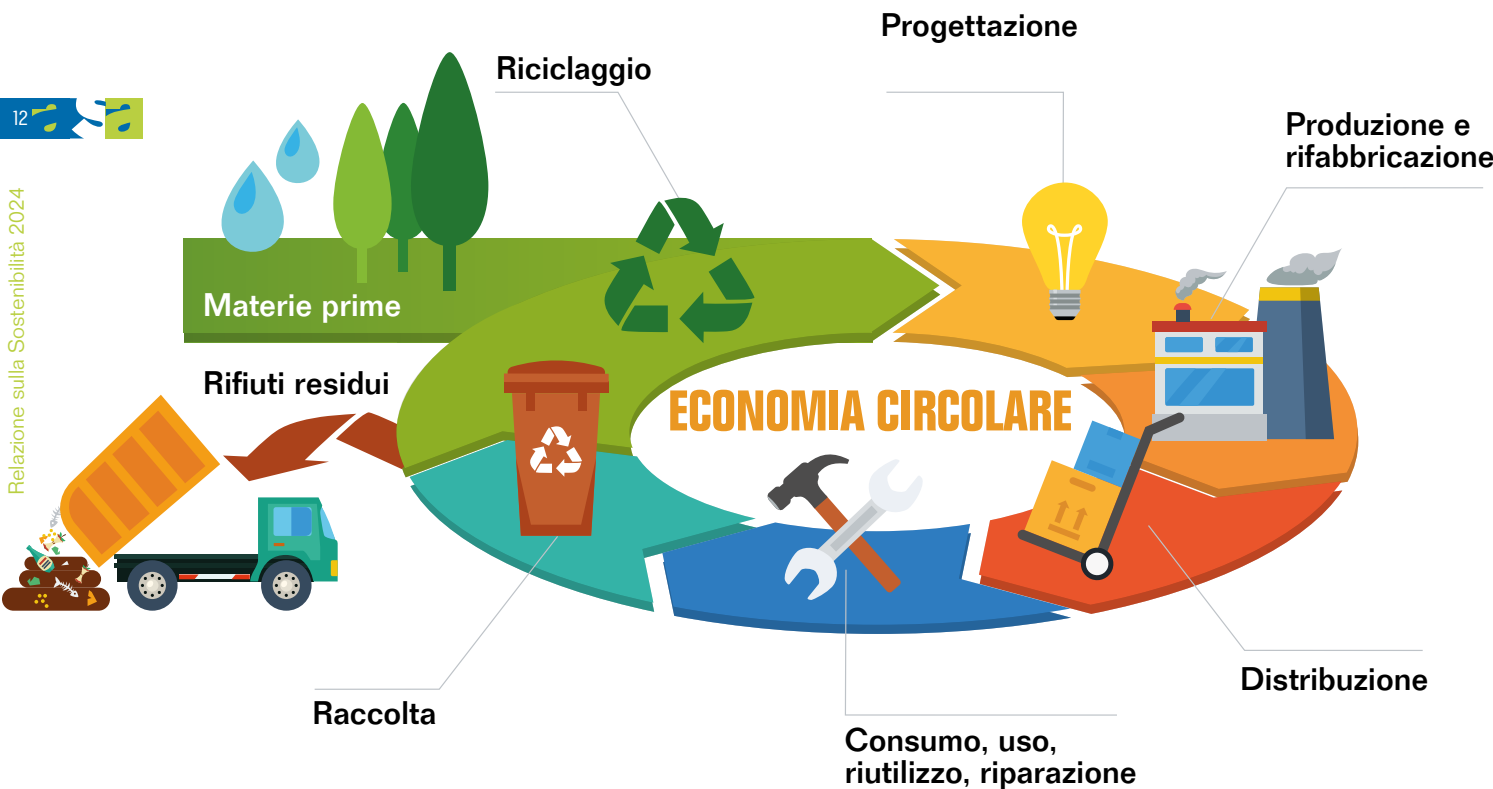 Progettazione
Riciclaggio
12
Produzione e
rifabbricazione
Relazione sulla Sostenibilità 2024
Materie prime
Rifiuti residui
ECONOMIA CIRCOLARE
Distribuzione
Raccolta
Consumo, uso,
riutilizzo, riparazione